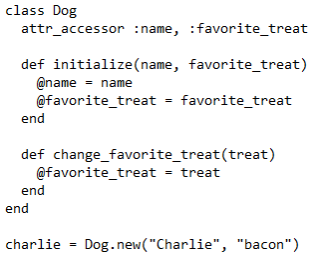 class Dog
  attr_accessor :name, :favorite_treat

  def initialize(name, favorite_treat)
    @name = name
    @favorite_treat = favorite_treat
  end

  def change_favorite_treat(treat)
    @favorite_treat = treat
  end
end

charlie = Dog.new("Charlie", "bacon")